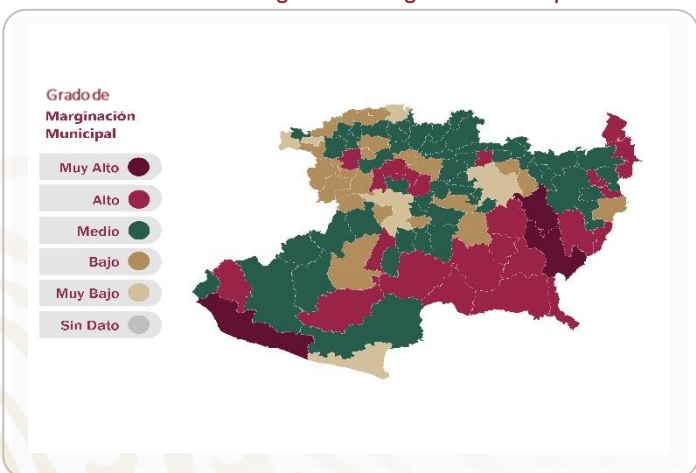 Grado de
Marginación
Municipal
Muy Alto
Alto
Medio
Bajo
Muy Bajo
Sin Dato